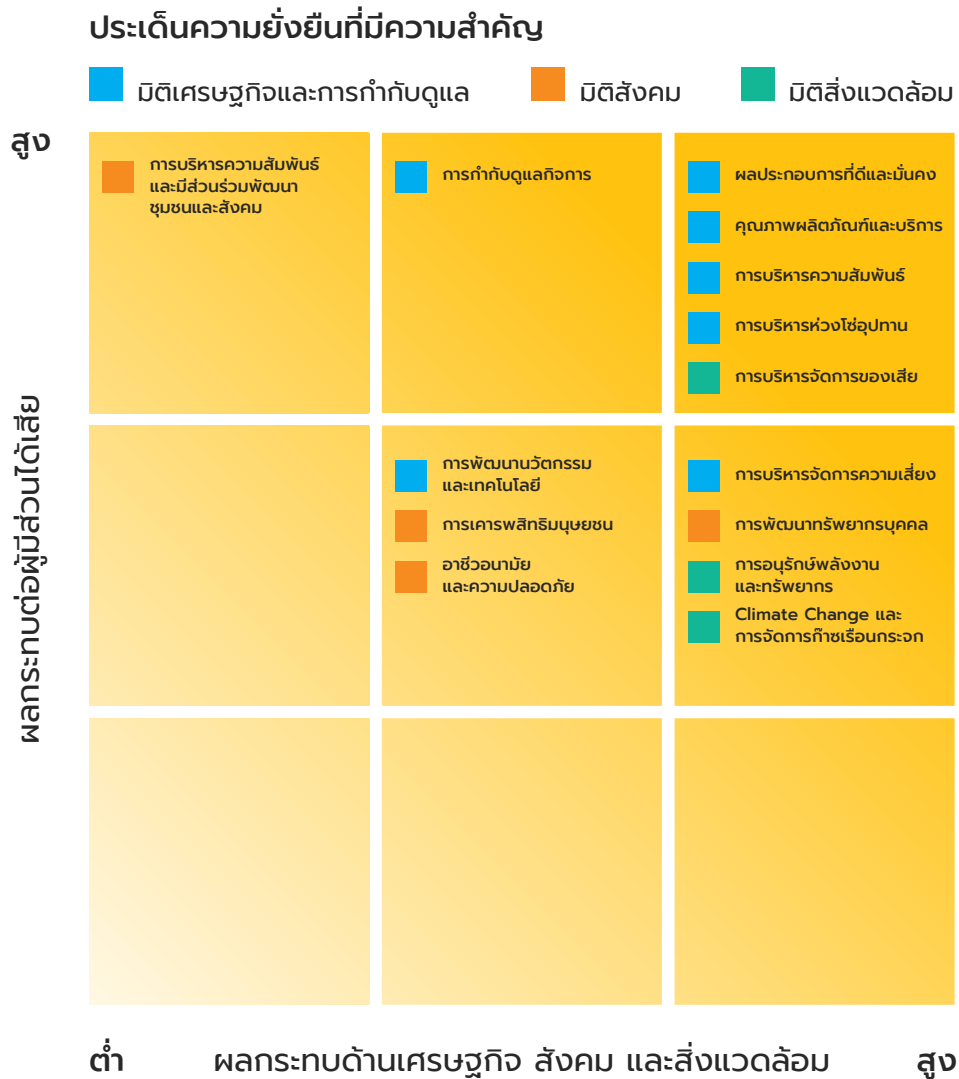 ประเด็นความยั่งยืนที่มีความสำคัญ
มิติเศรษฐกิจและการกำกับดูแล
มิติสังคม
มิติสิ่งแวดล้อม
สูง
การบริหารความสัมพันธ์
และมีส่วนร่วมพัฒนา
ชุมชนและสังคม
การกำกับดูแลกิจการ
ผลประกอบการที่ดีและมั่นคง
คุณภาพผลิตภัณฑ์และบริการ
การบริหารความสัมพันธ์
การบริหารห่วงโซ่อุปทาน
การบริหารจัดการของเสีย
ผลกระทบต่อผู้มีส่วนได้เสีย
การพัฒนานวัตกรรม
และเทคโนโลยี
การเคารพสิทธิมนุษยชน
อาชีวอนามัย
และความปลอดภัย
การบริหารจัดการความเสี่ยง
การพัฒนาทรัพยากรบุคคล
การอนุรักษ์พลังงาน
และทรัพยากร
Climate Change และ
การจัดการก๊าซเรือนกระจก
ต่ำ
ผลกระทบด้านเศรษฐกิจ สังคม และสิ่งแวดล้อม
สูง